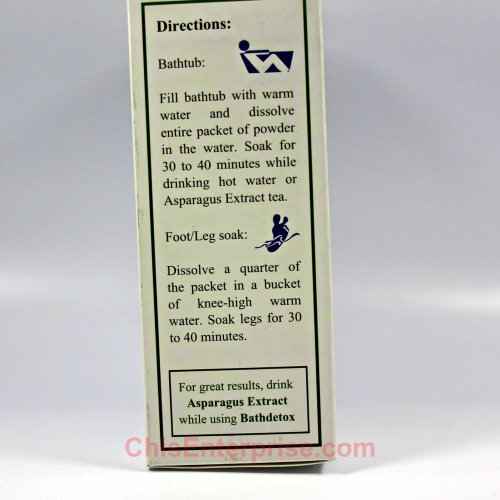 Directions:
Bathtub:
Fill bathtub with warm
water and dissolve
entire packet of powder
in the water. Soak for
30 to 40 minutes while
drinking hot water or
Asparagus Extract tea.
Foot/Leg soak:
Dissolve a quarter of
the packet in a bucket
of knee-high warm
water. Soak legs for 30
to 40 minutes.
For great results, drink
Asparagus Extract
while using Bathdetox
ChisEnterprise.com